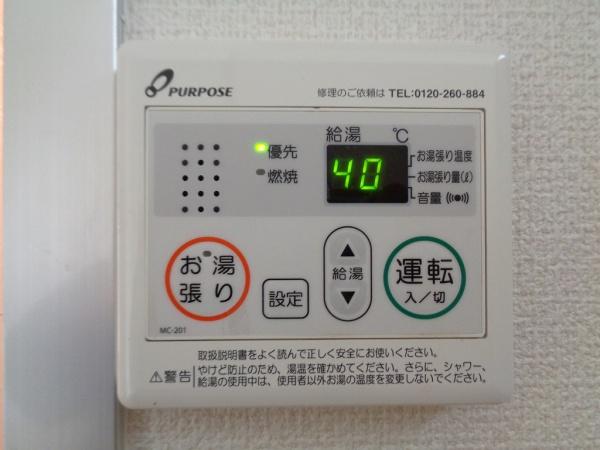 PURPOSE
修理のご依頼は TEL:0120-260-884
給湯 ℃
優先
燃焼
40
お湯張り温度
お湯張り量(ℓ)
音量
お湯張り
設定
給湯
運転
入／切
MC-201
取扱説明書をよく読んで正しく安全にお使いください。
警告
やけど防止のため、湯温を確かめてください。さらに、シャワー、
給湯の使用中は、使用者以外お湯の温度を変更しないでください。